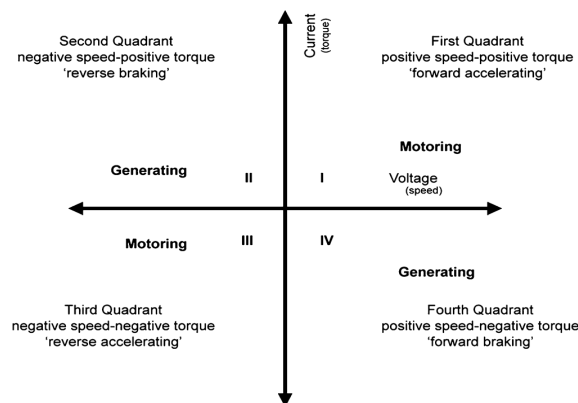 Second Quadrant
negative speed-positive torque
‘reverse braking’
Current
(torque)
First Quadrant
positive speed-positive torque
‘forward accelerating’
Motoring
Generating
II
I
Voltage
(speed)
Motoring
III
IV
Generating
Third Quadrant
negative speed-negative torque
‘reverse accelerating’
Fourth Quadrant
positive speed-negative torque
‘forward braking’